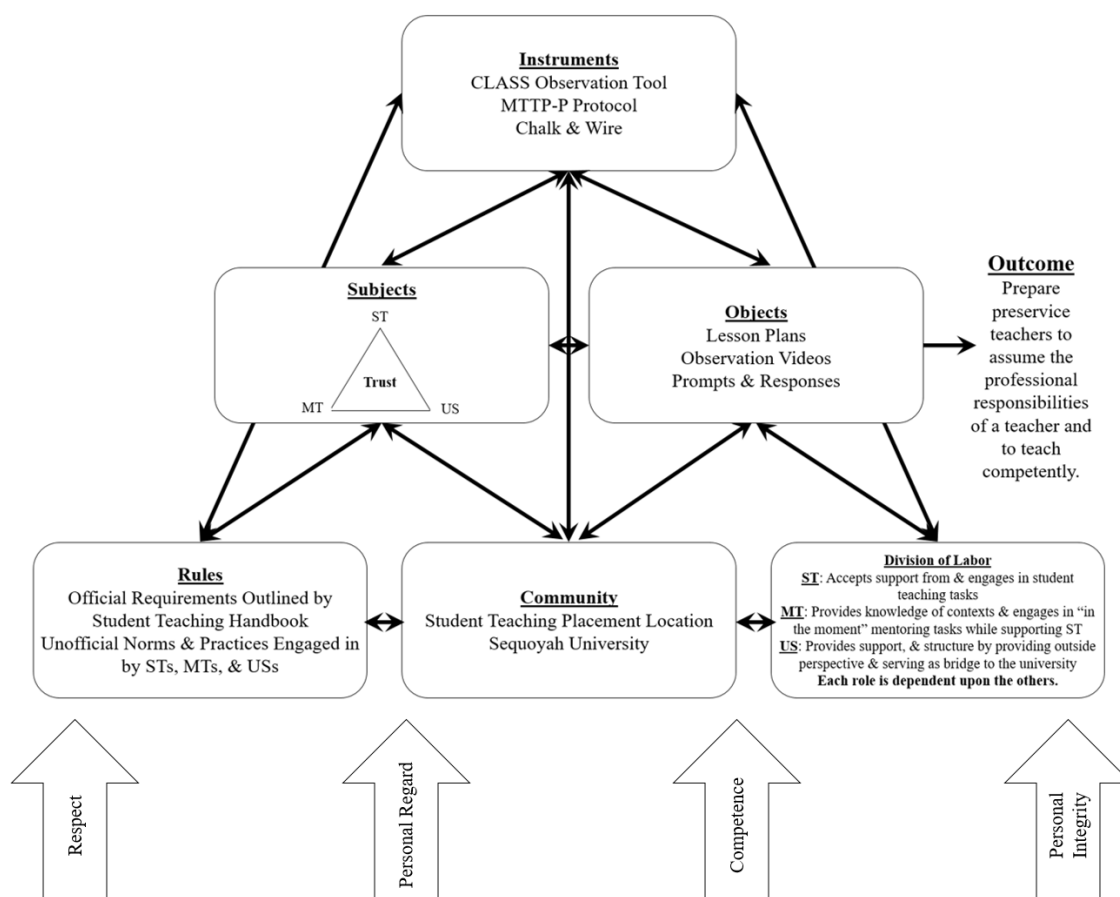 Instruments
CLASS Observation Tool
MTTP-P Protocol
Chalk & Wire
Subjects
ST
Trust
MT
US
Objects
Lesson Plans
Observation Videos
Prompts & Responses
Outcome
Prepare
preservice
teachers to
assume the
professional
responsibilities
of a teacher and
to teach
competently.
Rules
Official Requirements Outlined by
Student Teaching Handbook
Unofficial Norms & Practices Engaged in
by STs, MTs, & USs
Community
Student Teaching Placement Location
Sequoyah University
Division of Labor
ST: Accepts support from & engages in student
teaching tasks
MT: Provides knowledge of contexts & engages in “in
the moment” mentoring tasks while supporting ST
US: Provides support, & structure by providing outside
perspective & serving as bridge to the university
Each role is dependent upon the others.
Respect
Personal Regard
Competence
Personal
Integrity